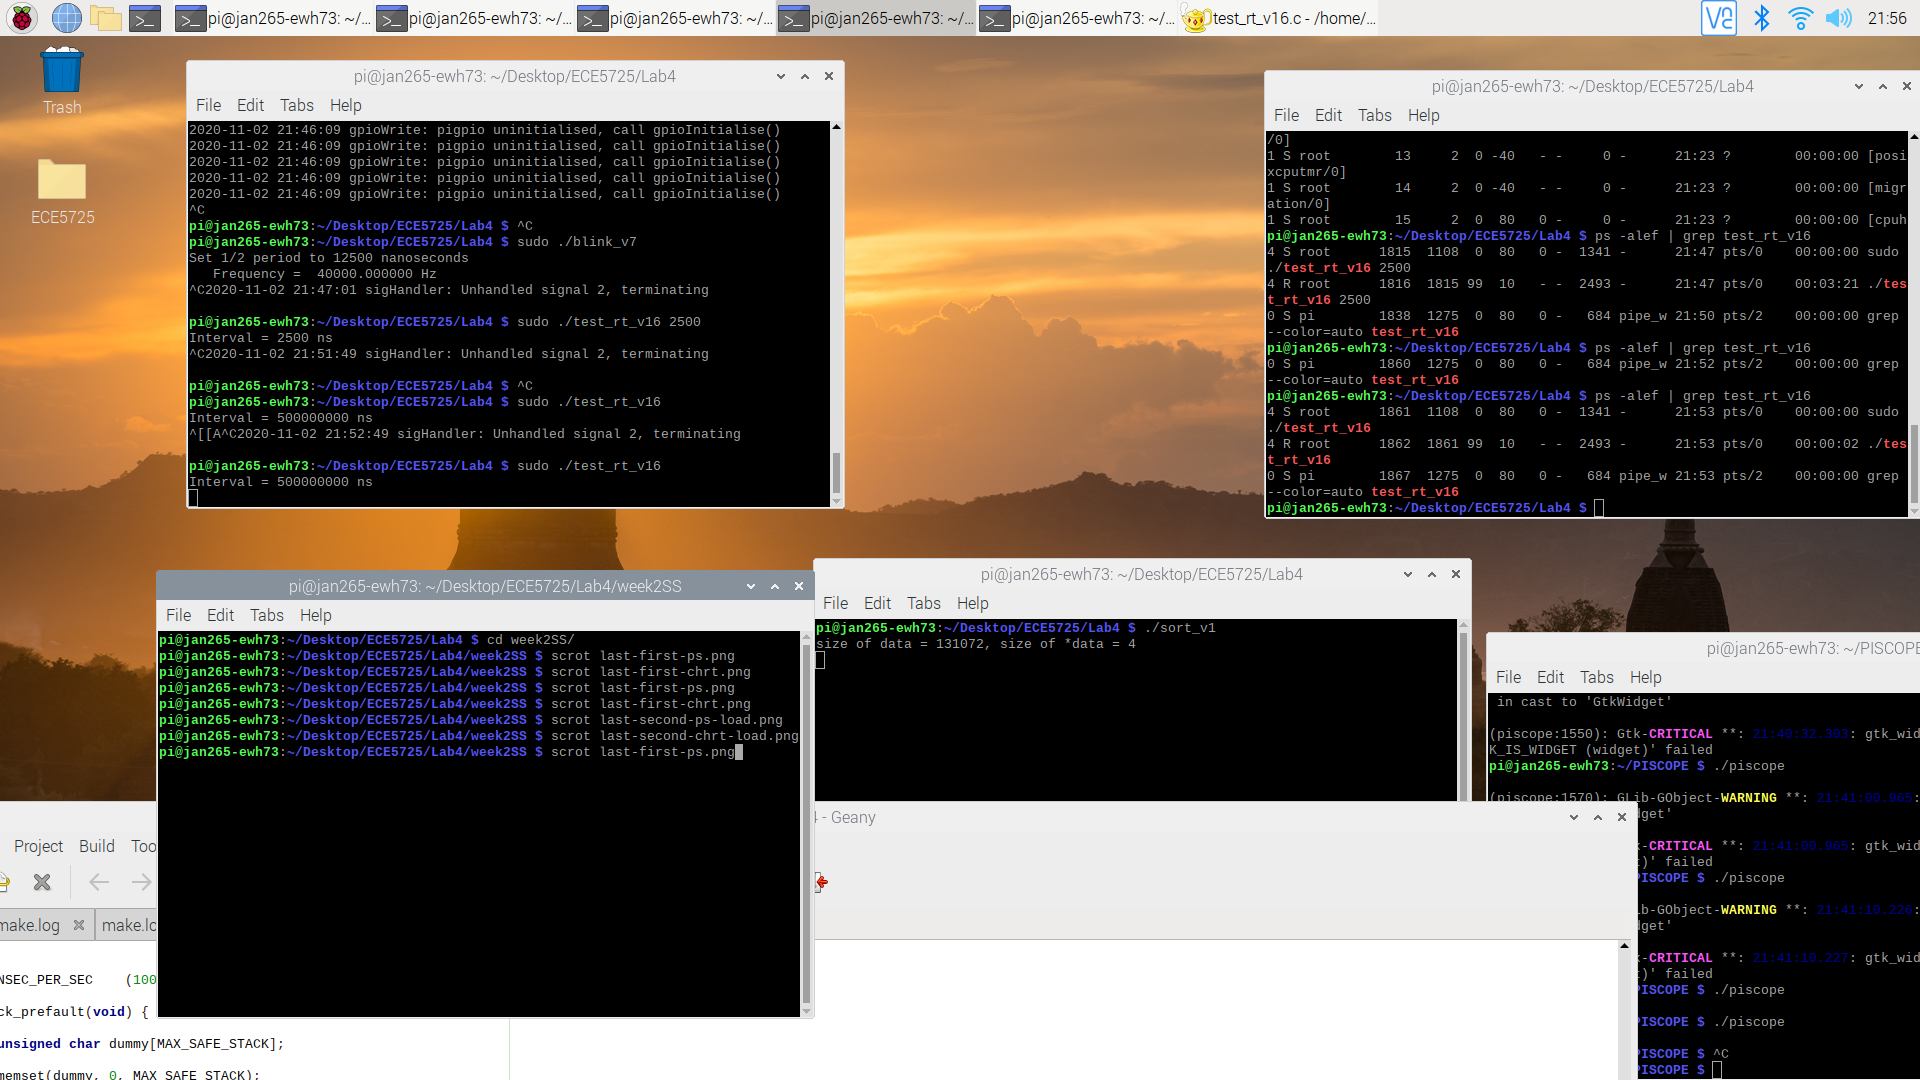 pi@jan265-ewh73: ~/...
pi@jan265-ewh73: ~/...
pi@jan265-ewh73: ~/...
pi@jan265-ewh73: ~/...
pi@jan265-ewh73: ~/...
test_rt_v16.c - /home/...
21:56
Trash
ECE5725
pi@jan265-ewh73: ~/Desktop/ECE5725/Lab4
File Edit Tabs Help
2020-11-02 21:46:09 gpioWrite: pigpio uninitialised, call gpioInitialise()
2020-11-02 21:46:09 gpioWrite: pigpio uninitialised, call gpioInitialise()
2020-11-02 21:46:09 gpioWrite: pigpio uninitialised, call gpioInitialise()
2020-11-02 21:46:09 gpioWrite: pigpio uninitialised, call gpioInitialise()
2020-11-02 21:46:09 gpioWrite: pigpio uninitialised, call gpioInitialise()
^C
pi@jan265-ewh73:~/Desktop/ECE5725/Lab4 $ ^C
pi@jan265-ewh73:~/Desktop/ECE5725/Lab4 $ sudo ./blink_v7
Set 1/2 period to 12500 nanoseconds
Frequency =  40000.000000 Hz
^C2020-11-02 21:47:01 sigHandler: Unhandled signal 2, terminating
pi@jan265-ewh73:~/Desktop/ECE5725/Lab4 $ sudo ./test_rt_v16 2500
Interval = 2500 ns
^C2020-11-02 21:51:49 sigHandler: Unhandled signal 2, terminating
pi@jan265-ewh73:~/Desktop/ECE5725/Lab4 $ ^C
pi@jan265-ewh73:~/Desktop/ECE5725/Lab4 $ sudo ./test_rt_v16
Interval = 500000000 ns
^[[A^C2020-11-02 21:52:49 sigHandler: Unhandled signal 2, terminating
pi@jan265-ewh73:~/Desktop/ECE5725/Lab4 $ sudo ./test_rt_v16
Interval = 500000000 ns
pi@jan265-ewh73: ~/Desktop/ECE5725/Lab4
File Edit Tabs Help
/0]
1 S root 13 2 0 -40 - - 0 - 21:23 ? 00:00:00 [posi
xcputmr/0]
1 S root 14 2 0 -40 - - 0 - 21:23 ? 00:00:00 [migr
ation/0]
1 S root 15 2 0 80 0 - 0 - 21:23 ? 00:00:00 [cpuh
pi@jan265-ewh73:~/Desktop/ECE5725/Lab4 $ ps -alef | grep test_rt_v16
4 S root 1815 1108 0 80 0 - 1341 - 21:47 pts/0 00:00:00 sudo
./test_rt_v16 2500
4 R root 1816 1815 99 10 - - 2493 - 21:47 pts/0 00:03:21 ./tes
t_rt_v16 2500
0 S pi 1838 1275 0 80 0 - 684 pipe_w 21:50 pts/2 00:00:00 grep
--color=auto test_rt_v16
pi@jan265-ewh73:~/Desktop/ECE5725/Lab4 $ ps -alef | grep test_rt_v16
0 S pi 1860 1275 0 80 0 - 684 pipe_w 21:52 pts/2 00:00:00 grep
--color=auto test_rt_v16
pi@jan265-ewh73:~/Desktop/ECE5725/Lab4 $ ps -alef | grep test_rt_v16
4 S root 1861 1108 0 80 0 - 1341 - 21:53 pts/0 00:00:00 sudo
./test_rt_v16
4 R root 1862 1861 99 10 - - 2493 - 21:53 pts/0 00:00:02 ./tes
t_rt_v16
0 S pi 1867 1275 0 80 0 - 684 pipe_w 21:53 pts/2 00:00:00 grep
--color=auto test_rt_v16
pi@jan265-ewh73:~/Desktop/ECE5725/Lab4 $
pi@jan265-ewh73: ~/Desktop/ECE5725/Lab4/week2SS
File Edit Tabs Help
pi@jan265-ewh73:~/Desktop/ECE5725/Lab4 $ cd week2SS/
pi@jan265-ewh73:~/Desktop/ECE5725/Lab4/week2SS $ scrot last-first-ps.png
pi@jan265-ewh73:~/Desktop/ECE5725/Lab4/week2SS $ scrot last-first-chrt.png
pi@jan265-ewh73:~/Desktop/ECE5725/Lab4/week2SS $ scrot last-first-ps.png
pi@jan265-ewh73:~/Desktop/ECE5725/Lab4/week2SS $ scrot last-first-chrt.png
pi@jan265-ewh73:~/Desktop/ECE5725/Lab4/week2SS $ scrot last-second-ps-load.png
pi@jan265-ewh73:~/Desktop/ECE5725/Lab4/week2SS $ scrot last-second-chrt-load.png
pi@jan265-ewh73:~/Desktop/ECE5725/Lab4/week2SS $ scrot last-first-ps.png
pi@jan265-ewh73: ~/Desktop/ECE5725/Lab4
File Edit Tabs Help
pi@jan265-ewh73:~/Desktop/ECE5725/Lab4 $ ./sort_v1
size of data = 131072, size of *data = 4
pi@jan265-ewh73: ~/PISCOPE
File Edit Tabs Help
in cast to 'GtkWidget'
(piscope:1550): Gtk-CRITICAL **: 21:40:32.303: gtk_wid
K_IS_WIDGET (widget)' failed
pi@jan265-ewh73:~/PISCOPE $ ./piscope
(piscope:1570): GLib-GObject-WARNING **: 21:41:00.965:
dget'
-CRITICAL **: 21:41:00.965: gtk_wid
)' failed
PISCOPE $ ./piscope
ib-GObject-WARNING **: 21:41:10.226:
dget'
-CRITICAL **: 21:41:10.227: gtk_wid
)' failed
PISCOPE $ ./piscope
PISCOPE $ ./piscope
PISCOPE $ ^C
PISCOPE $
4 - Geany
Project Build Too
make.log make.lo
NSEC_PER_SEC (100
ck_prefault(void) {
unsigned char dummy[MAX_SAFE_STACK];
memset(dummy, 0, MAX_SAFE_STACK);